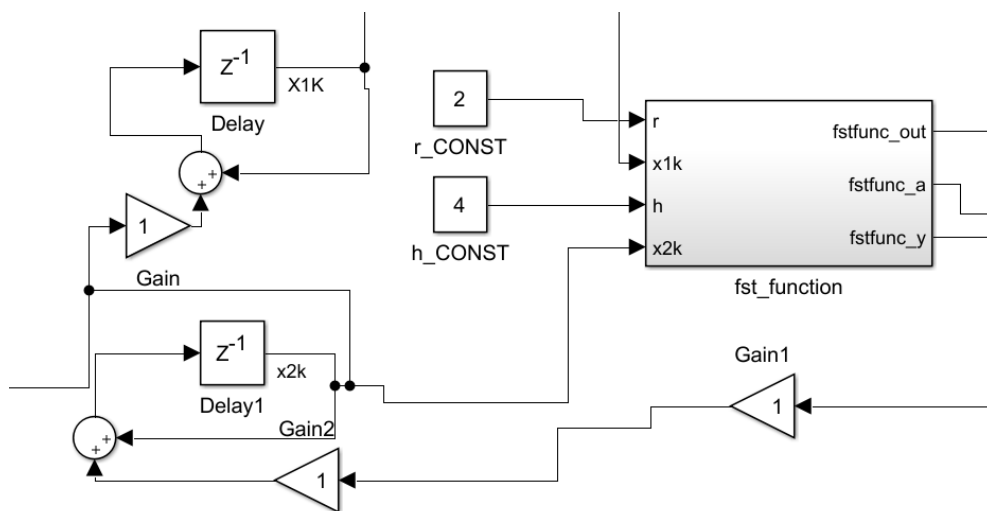 Z-1
X1K
Delay
+
+
1
Gain
2
r_CONST
4
h_CONST
r
x1k
h
x2k
fstfunc_out
fstfunc_a
fstfunc_y
fst_function
Z-1
x2k
Delay1
+
+
Gain2
1
Gain1
1